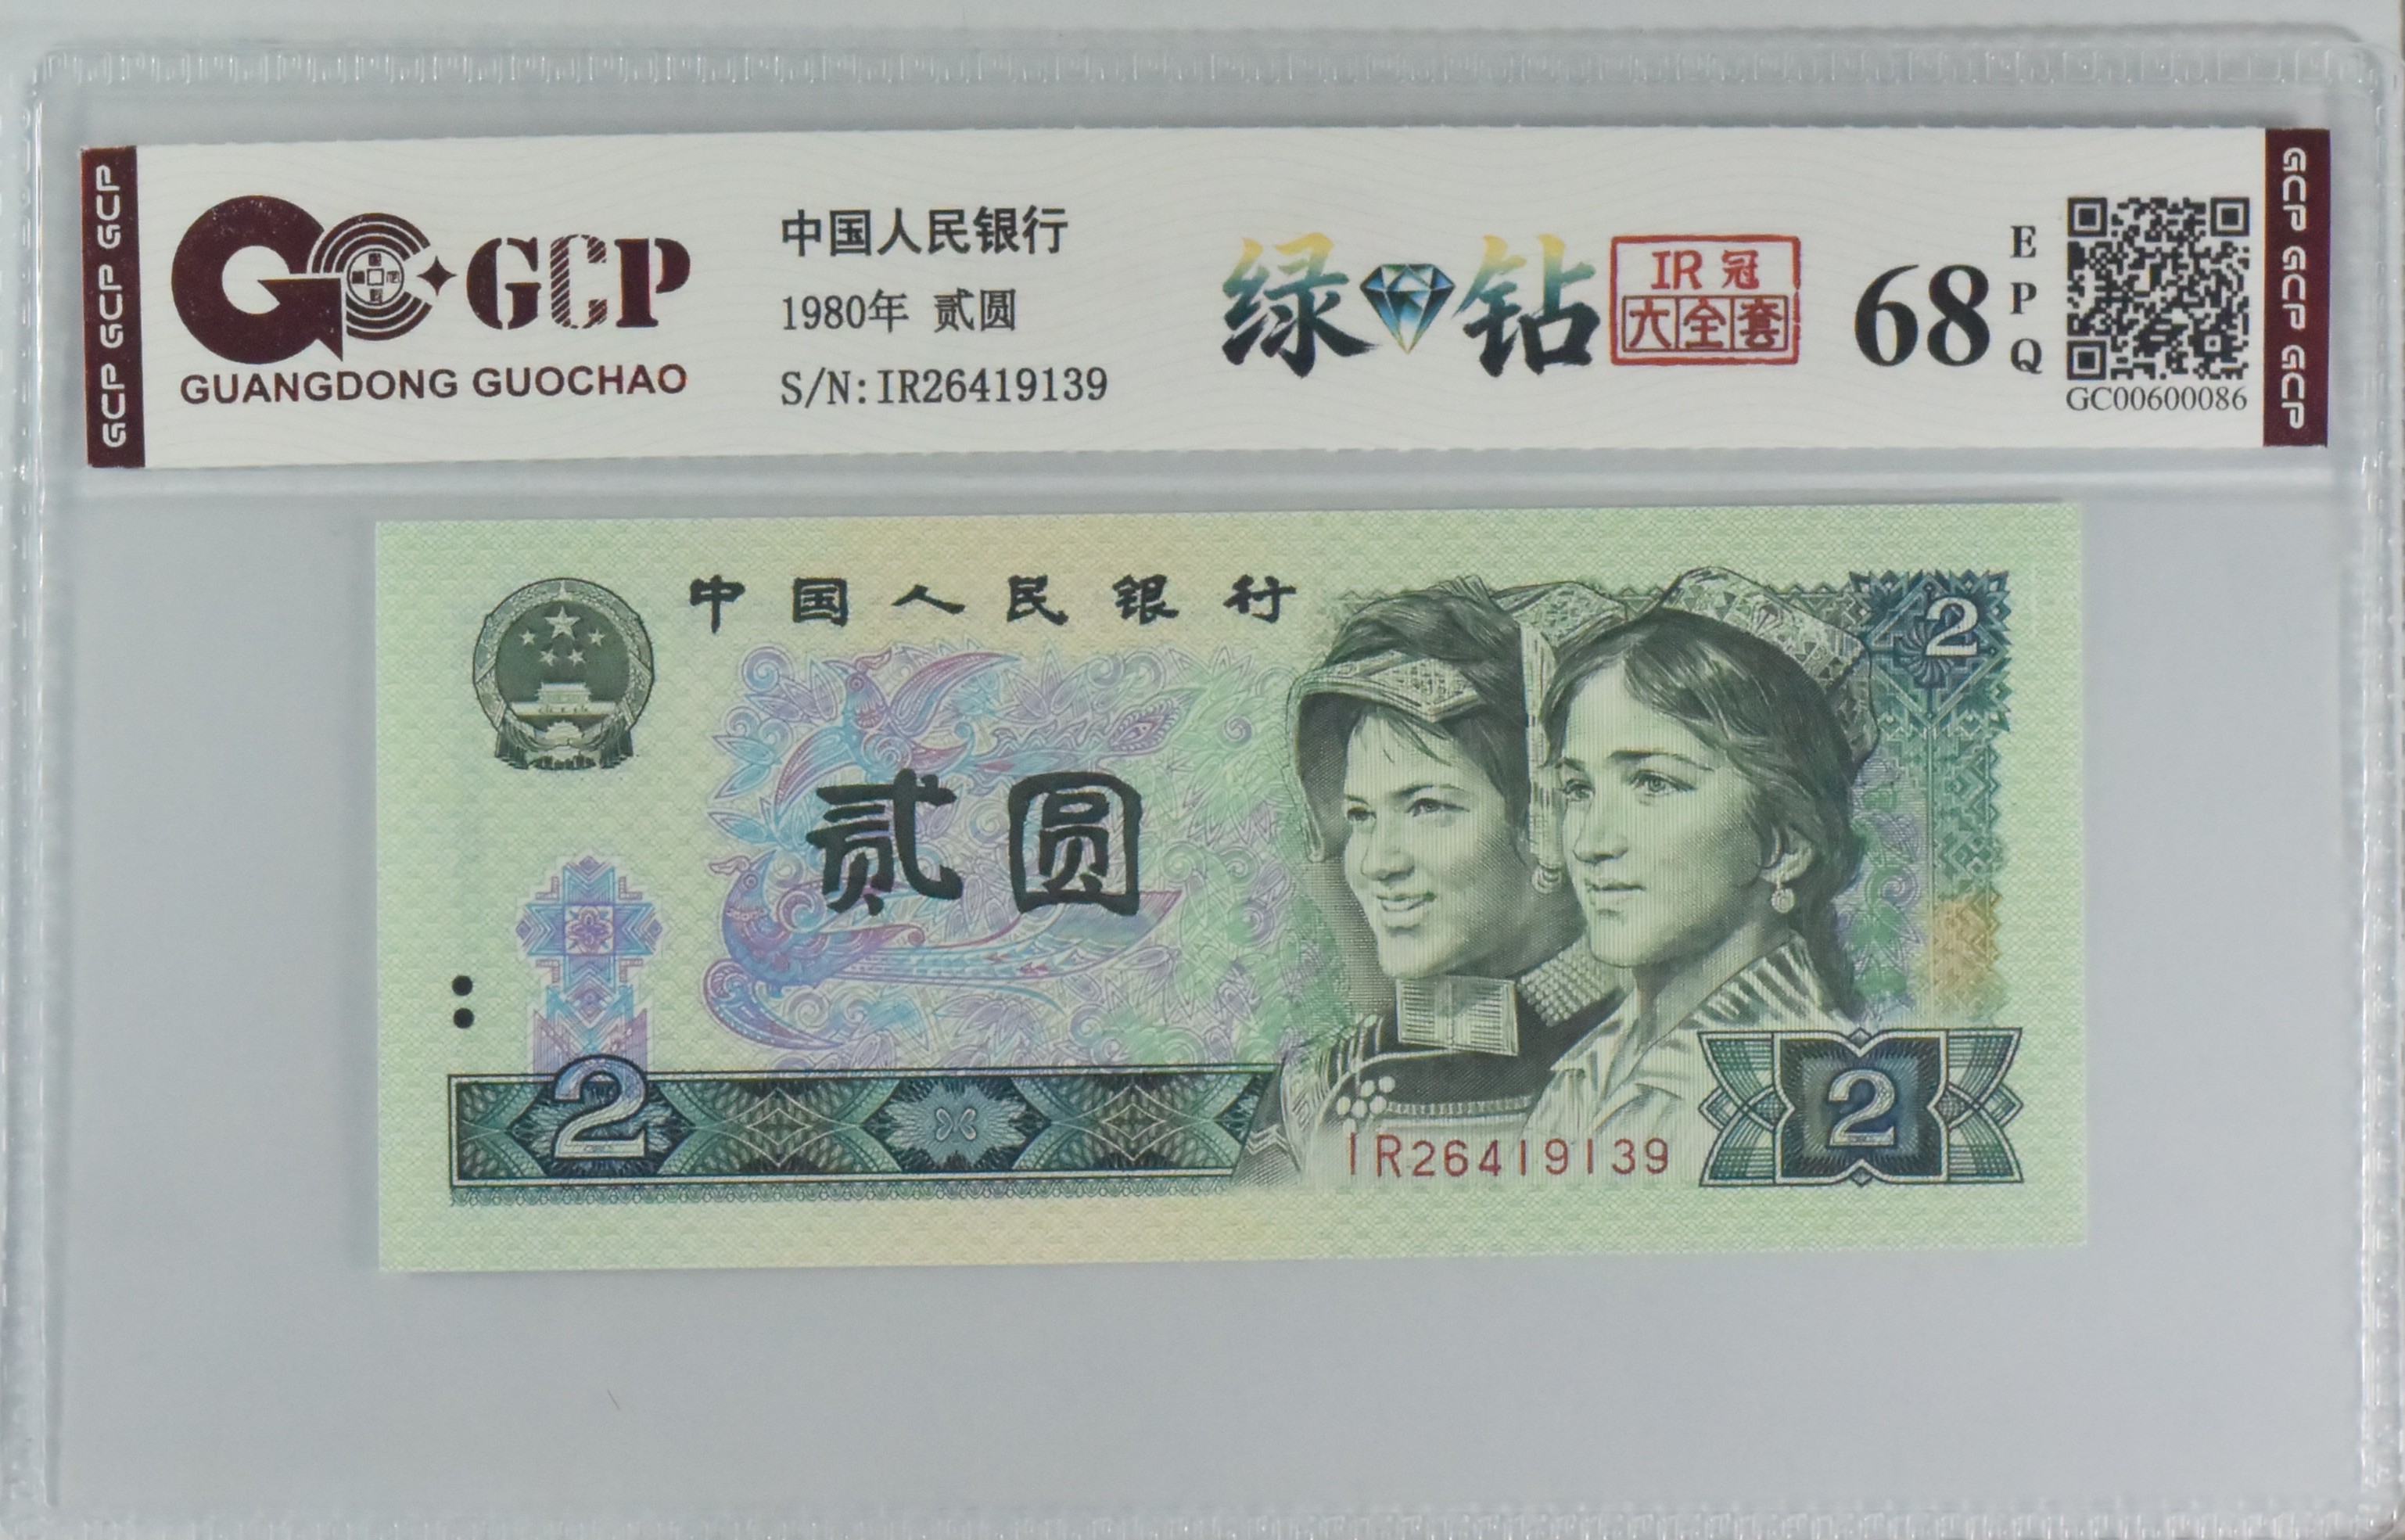 GCP GCP GCP
GCP
GUANGDONG GUOCHAO
中国人民银行
1980年 贰圆
S/N:IR26419139
绿钻
IR冠
大全套
68
EPQ
GC00600086
GCP GCP GCP
中国人民银行
2
贰圆
2
IR26419139
2